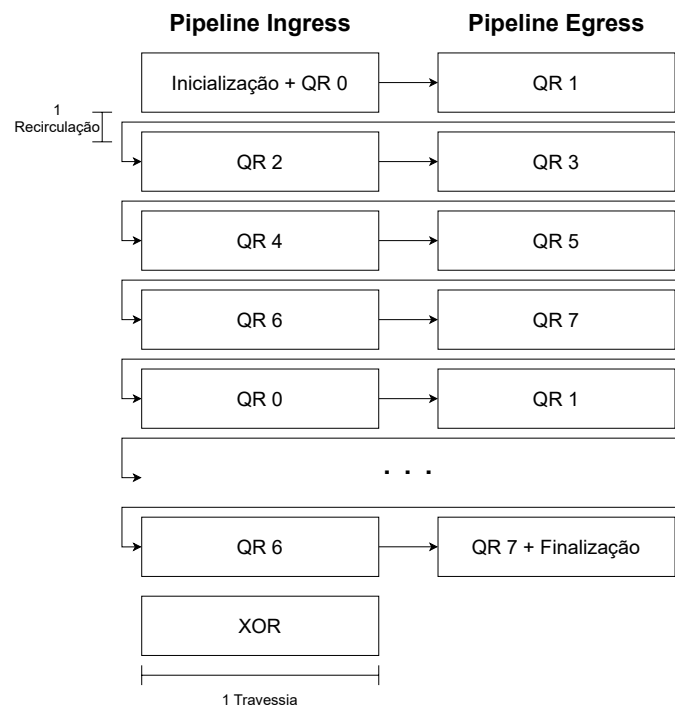 Pipeline Ingress
Pipeline Egress
Inicialização + QR 0
QR 1
1
Recirculação
QR 2
QR 3
QR 4
QR 5
QR 6
QR 7
QR 0
QR 1
. . .
QR 6
QR 7 + Finalização
XOR
1 Travessia